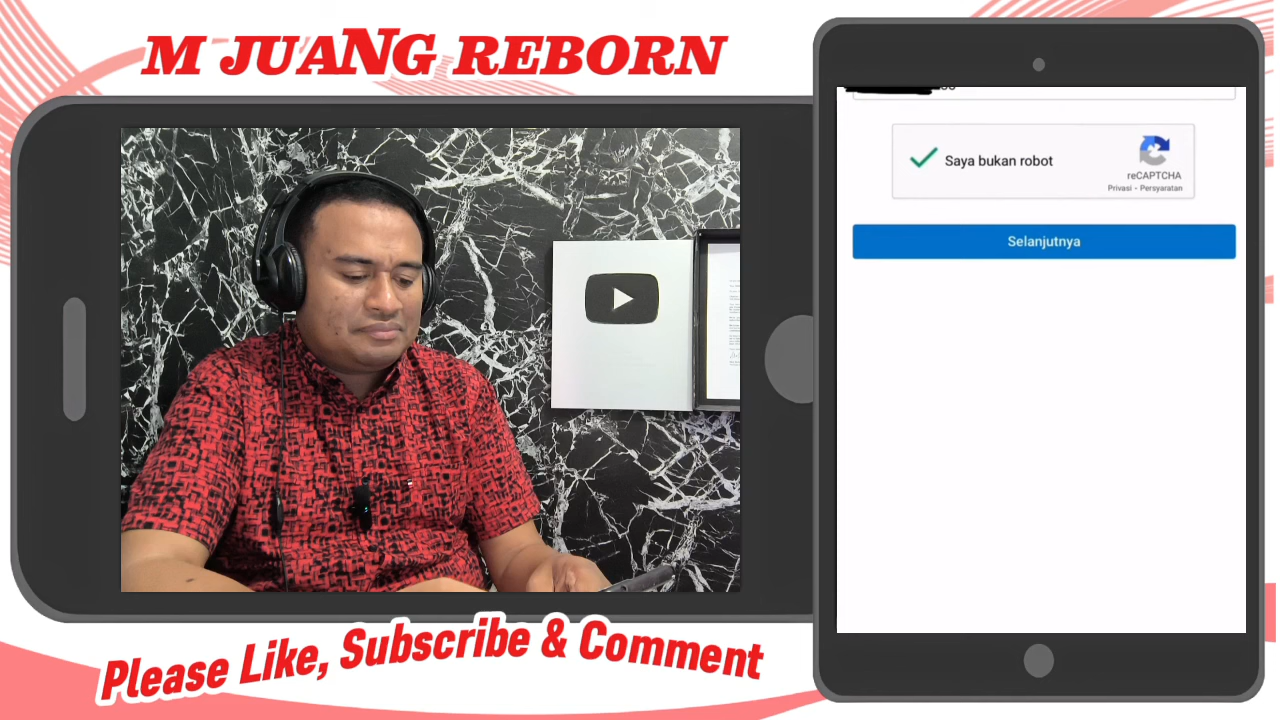 M JUANG REBORN
Saya bukan robot
reCAPTCHA
Privasi - Persyaratan
Selanjutnya
Please Like, Subscribe & Comment